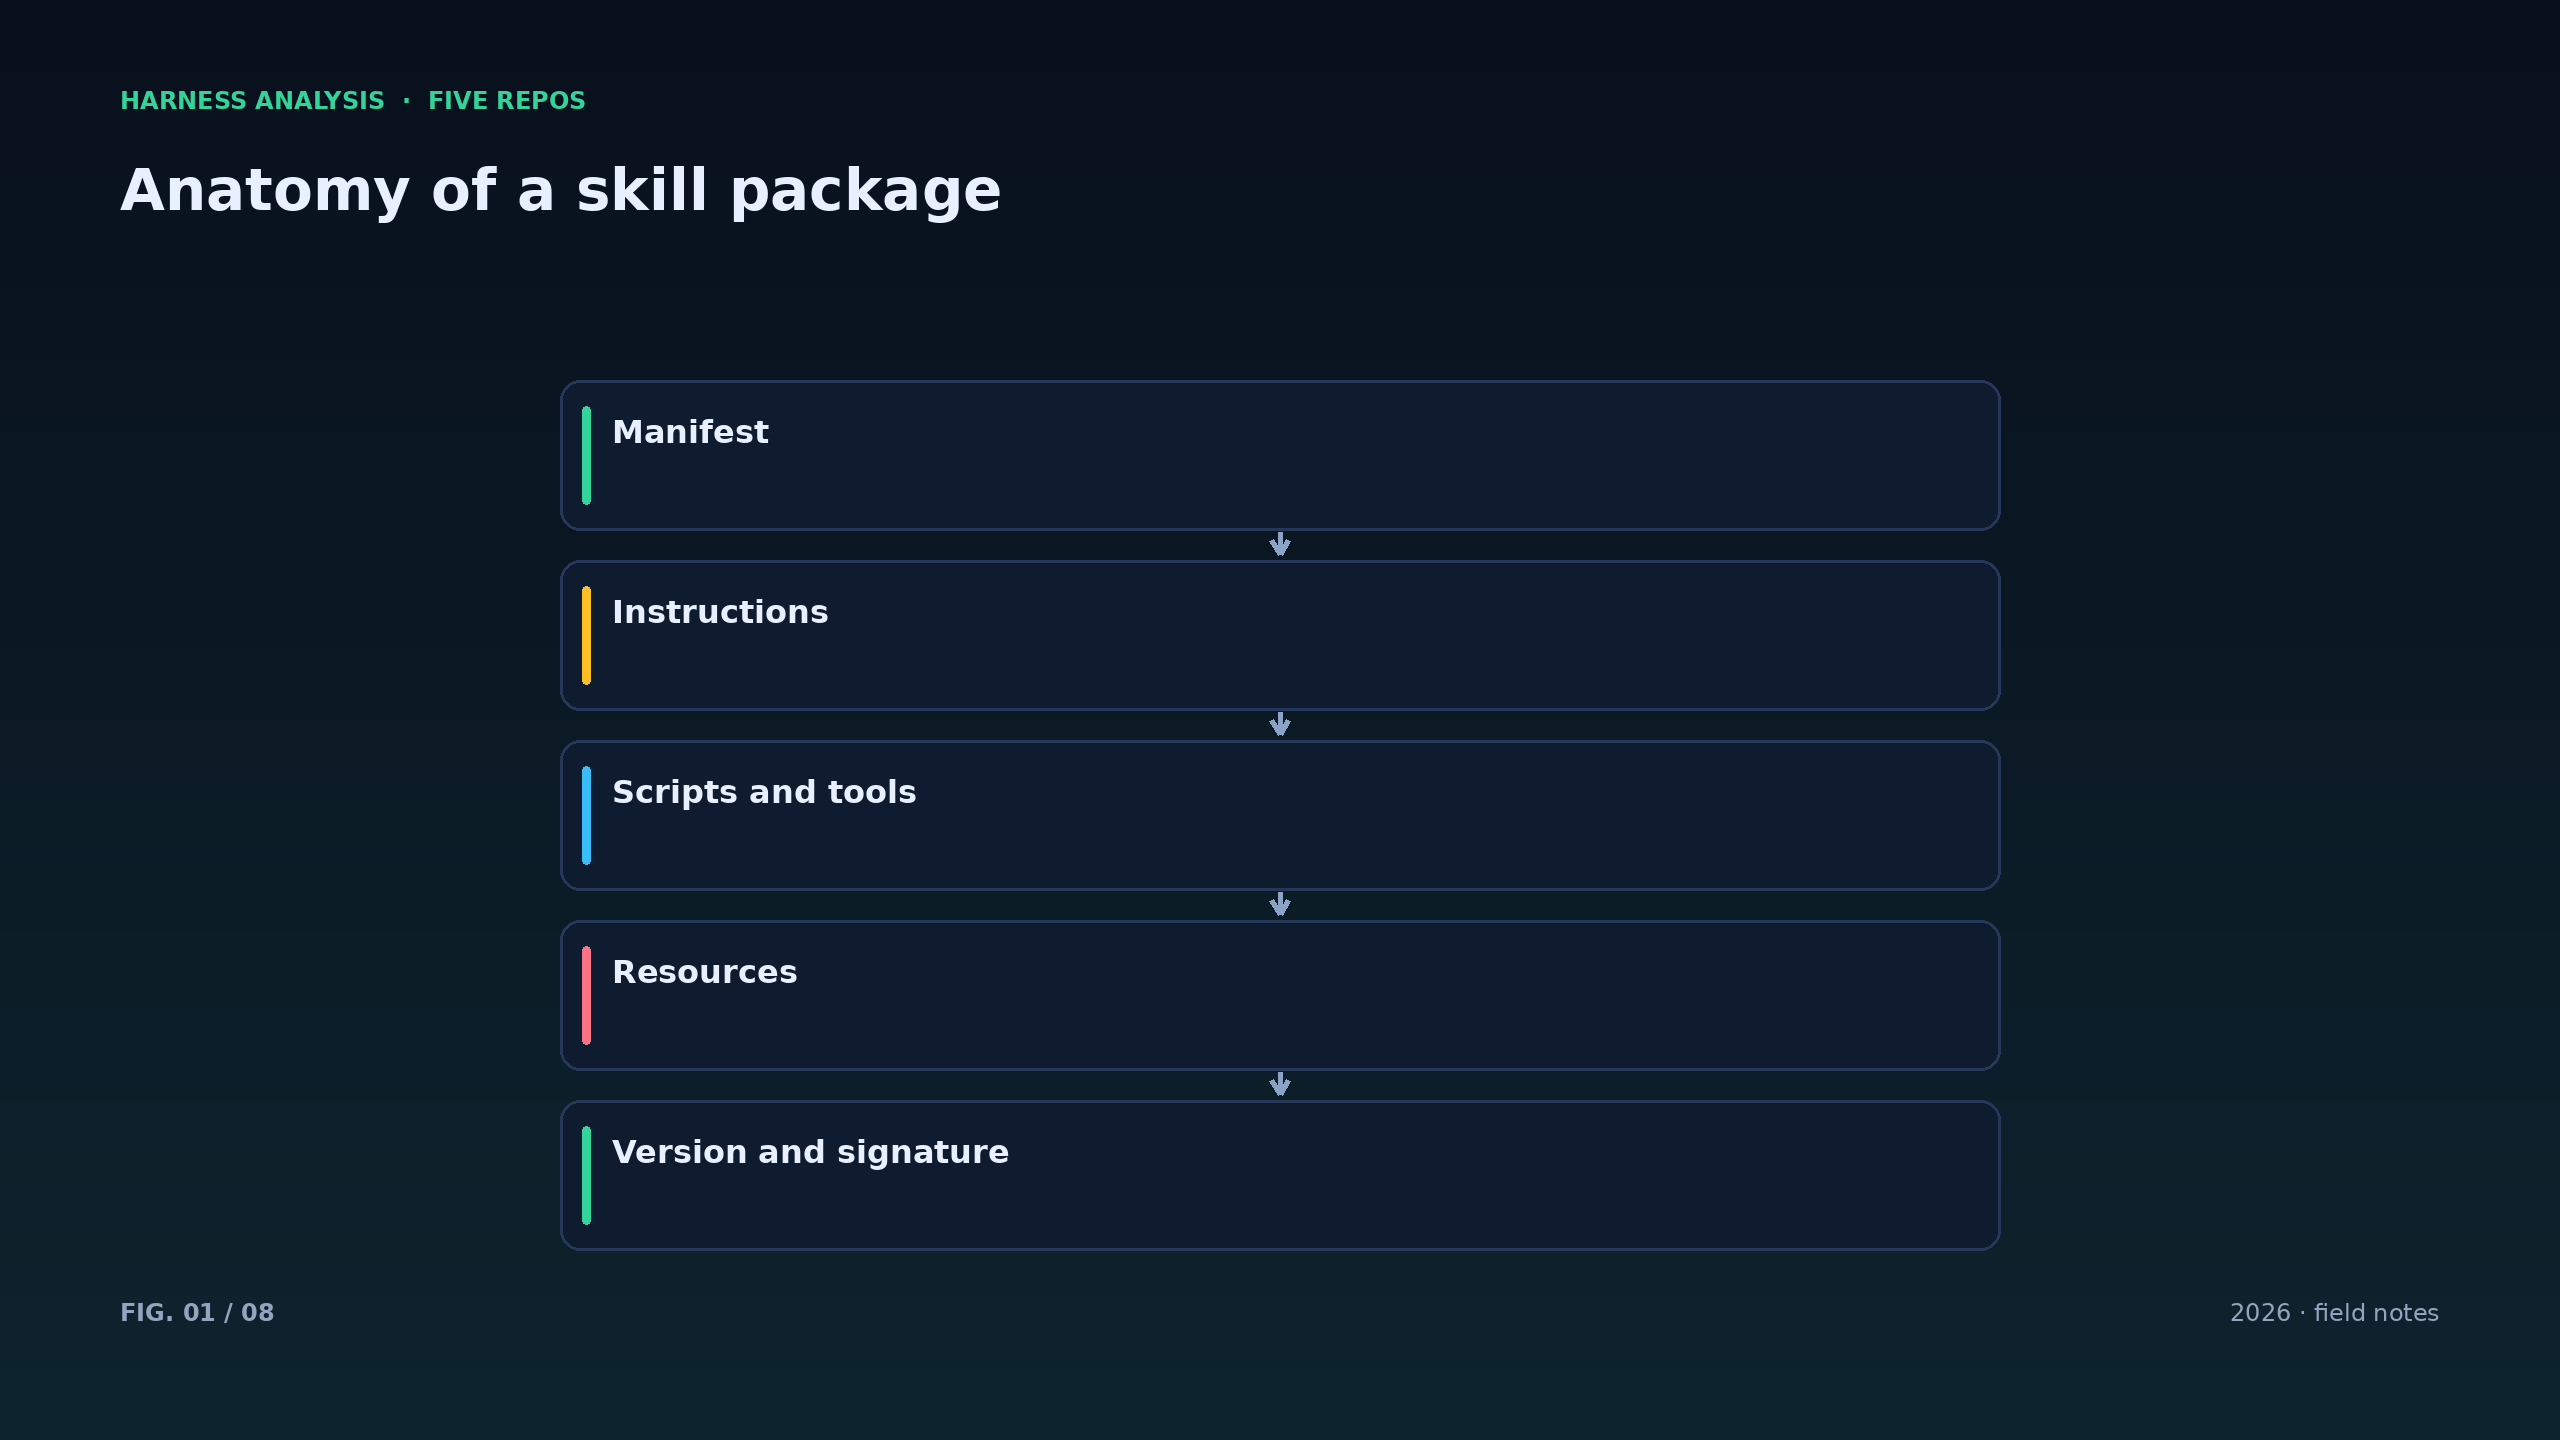 HARNESS ANALYSIS · FIVE REPOS
Anatomy of a skill package
Manifest
Instructions
Scripts and tools
Resources
Version and signature
FIG. 01 / 08
2026 · field notes